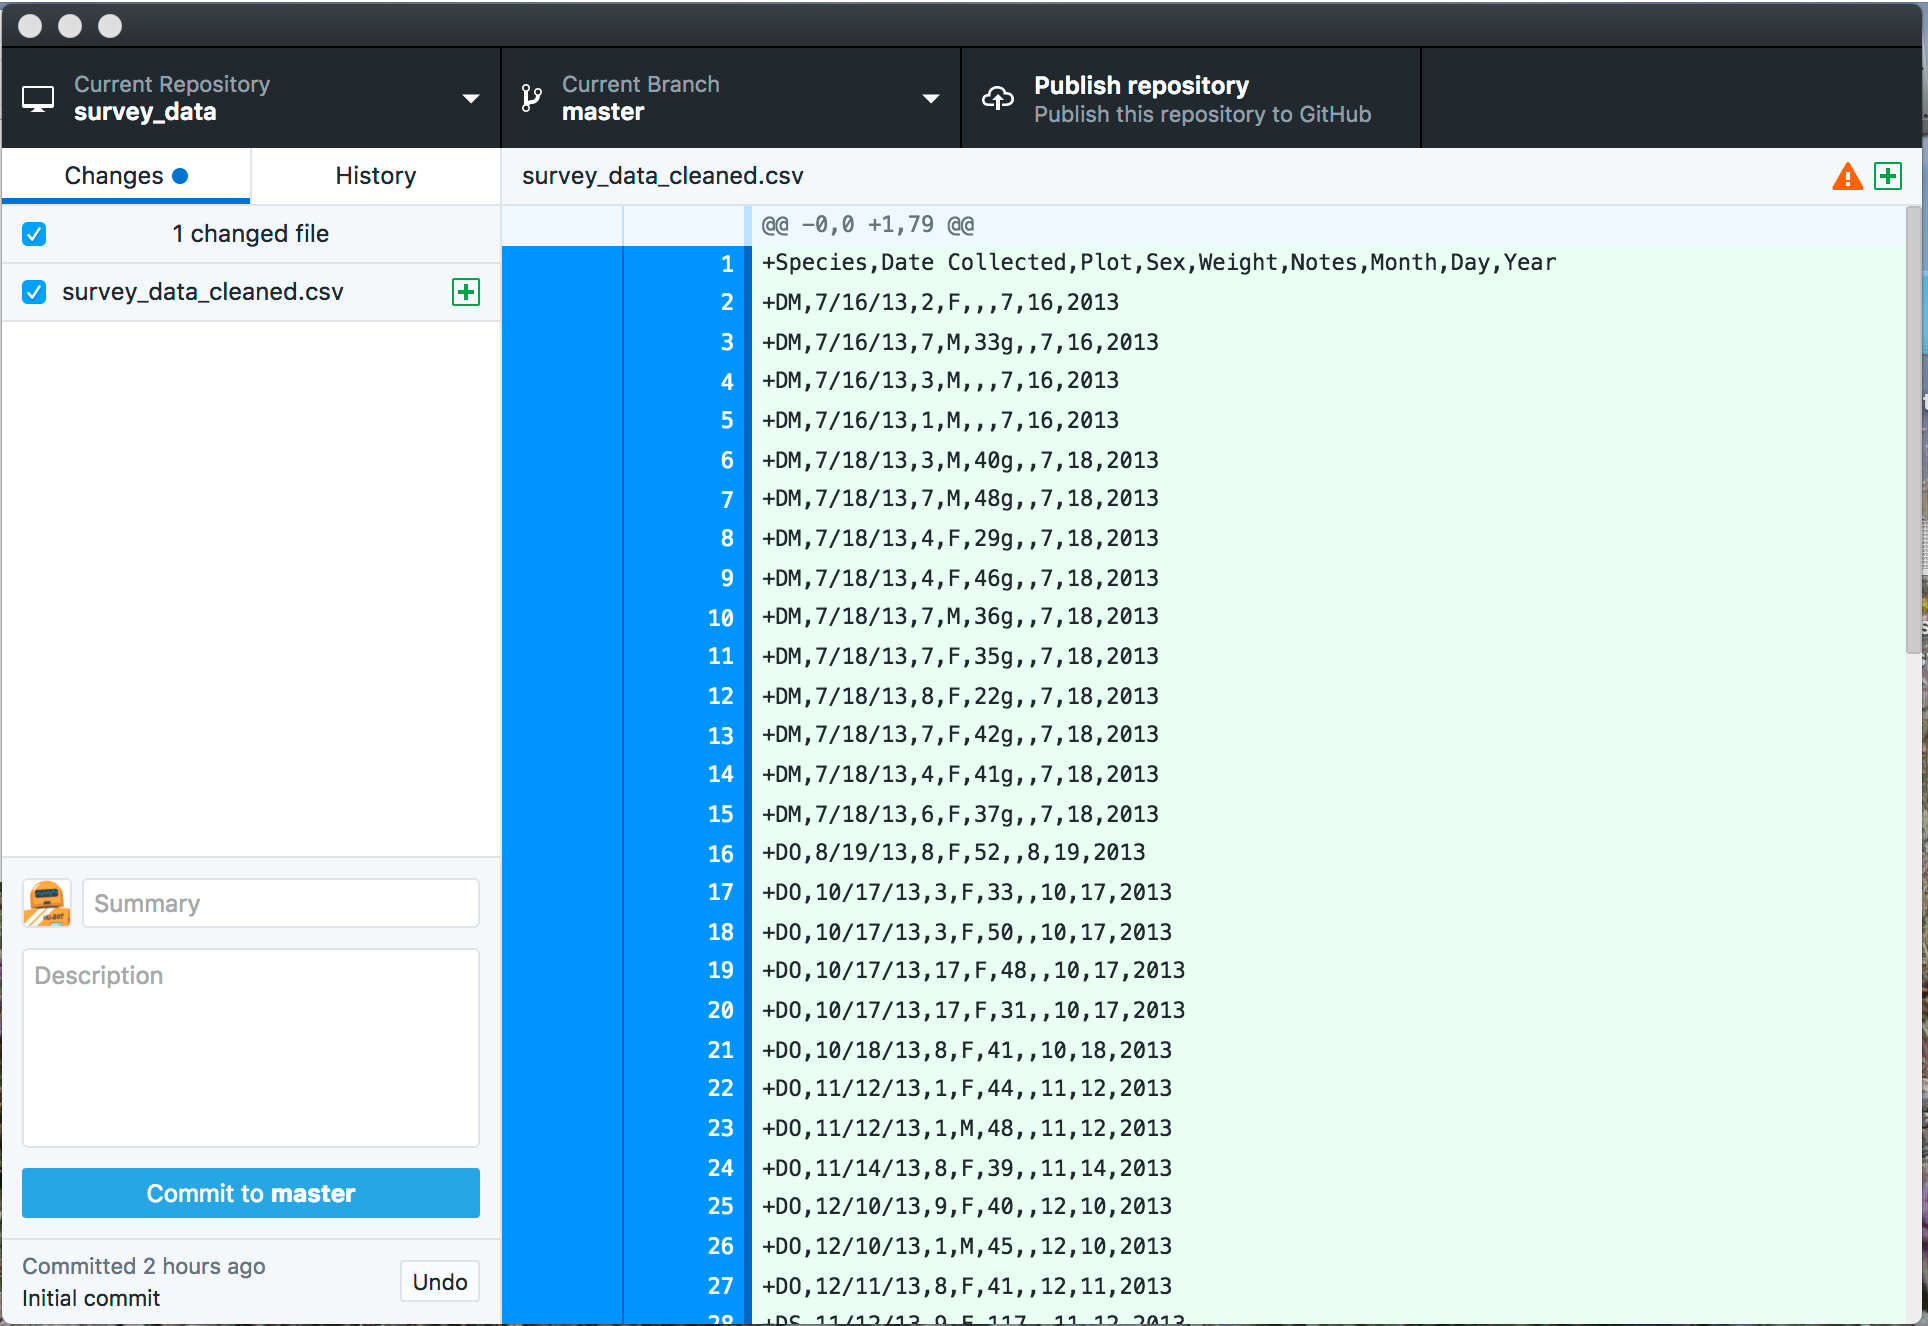 Current Repository
survey_data
Current Branch
master
Publish repository
Publish this repository to GitHub
Changes
History
survey_data_cleaned.csv
1 changed file
survey_data_cleaned.csv
@@ -0,0 +1,79 @@
1 +Species,Date Collected,Plot,Sex,Weight,Notes,Month,Day,Year
2 +DM,7/16/13,2,F,,,7,16,2013
3 +DM,7/16/13,7,M,33g,,7,16,2013
4 +DM,7/16/13,3,M,,,7,16,2013
5 +DM,7/16/13,1,M,,,7,16,2013
6 +DM,7/18/13,3,M,40g,,7,18,2013
7 +DM,7/18/13,7,M,48g,,7,18,2013
8 +DM,7/18/13,4,F,29g,,7,18,2013
9 +DM,7/18/13,4,F,46g,,7,18,2013
10 +DM,7/18/13,7,M,36g,,7,18,2013
11 +DM,7/18/13,7,F,35g,,7,18,2013
12 +DM,7/18/13,8,F,22g,,7,18,2013
13 +DM,7/18/13,7,F,42g,,7,18,2013
14 +DM,7/18/13,4,F,41g,,7,18,2013
15 +DM,7/18/13,6,F,37g,,7,18,2013
16 +DO,8/19/13,8,F,52,,8,19,2013
17 +DO,10/17/13,3,F,33,,10,17,2013
18 +DO,10/17/13,3,F,50,,10,17,2013
19 +DO,10/17/13,17,F,48,,10,17,2013
20 +DO,10/17/13,17,F,31,,10,17,2013
21 +DO,10/18/13,8,F,41,,10,18,2013
22 +DO,11/12/13,1,F,44,,11,12,2013
23 +DO,11/12/13,1,M,48,,11,12,2013
24 +DO,11/14/13,8,F,39,,11,14,2013
25 +DO,12/10/13,9,F,40,,12,10,2013
26 +DO,12/10/13,1,M,45,,12,10,2013
27 +DO,12/11/13,8,F,41,,12,11,2013
28 +DS,11/12/13,9,F,117,,11,12,2013
HU-BOT
Summary
Description
Commit to master
Committed 2 hours ago
Initial commit
Undo